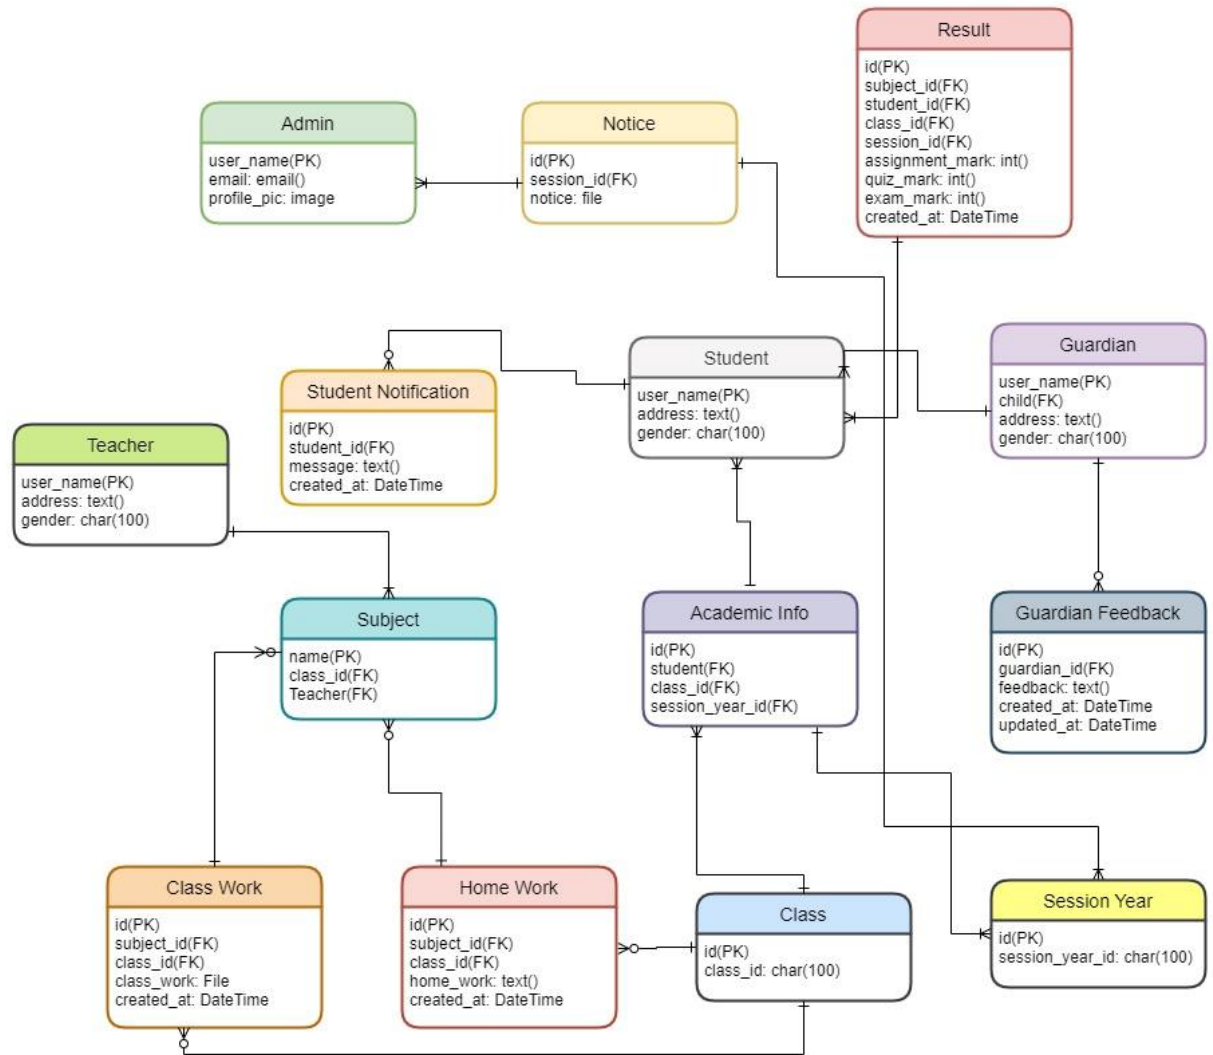 Result
id(PK)
subject_id(FK)
student_id(FK)
class_id(FK)
session_id(FK)
assignment_mark: int()
quiz_mark: int()
exam_mark: int()
created_at: DateTime
Admin
user_name(PK)
email: email()
profile_pic: image
Notice
id(PK)
session_id(FK)
notice: file
Student
user_name(PK)
address: text()
gender: char(100)
Guardian
user_name(PK)
child(FK)
address: text()
gender: char(100)
Student Notification
id(PK)
student_id(FK)
message: text()
created_at: DateTime
Teacher
user_name(PK)
address: text()
gender: char(100)
Subject
name(PK)
class_id(FK)
Teacher(FK)
Academic Info
id(PK)
student(FK)
class_id(FK)
session_year_id(FK)
Guardian Feedback
id(PK)
guardian_id(FK)
feedback: text()
created_at: DateTime
updated_at: DateTime
Class Work
id(PK)
subject_id(FK)
class_id(FK)
class_work: File
created_at: DateTime
Home Work
id(PK)
subject_id(FK)
class_id(FK)
home_work: text()
created_at: DateTime
Class
id(PK)
class_id: char(100)
Session Year
id(PK)
session_year_id: char(100)